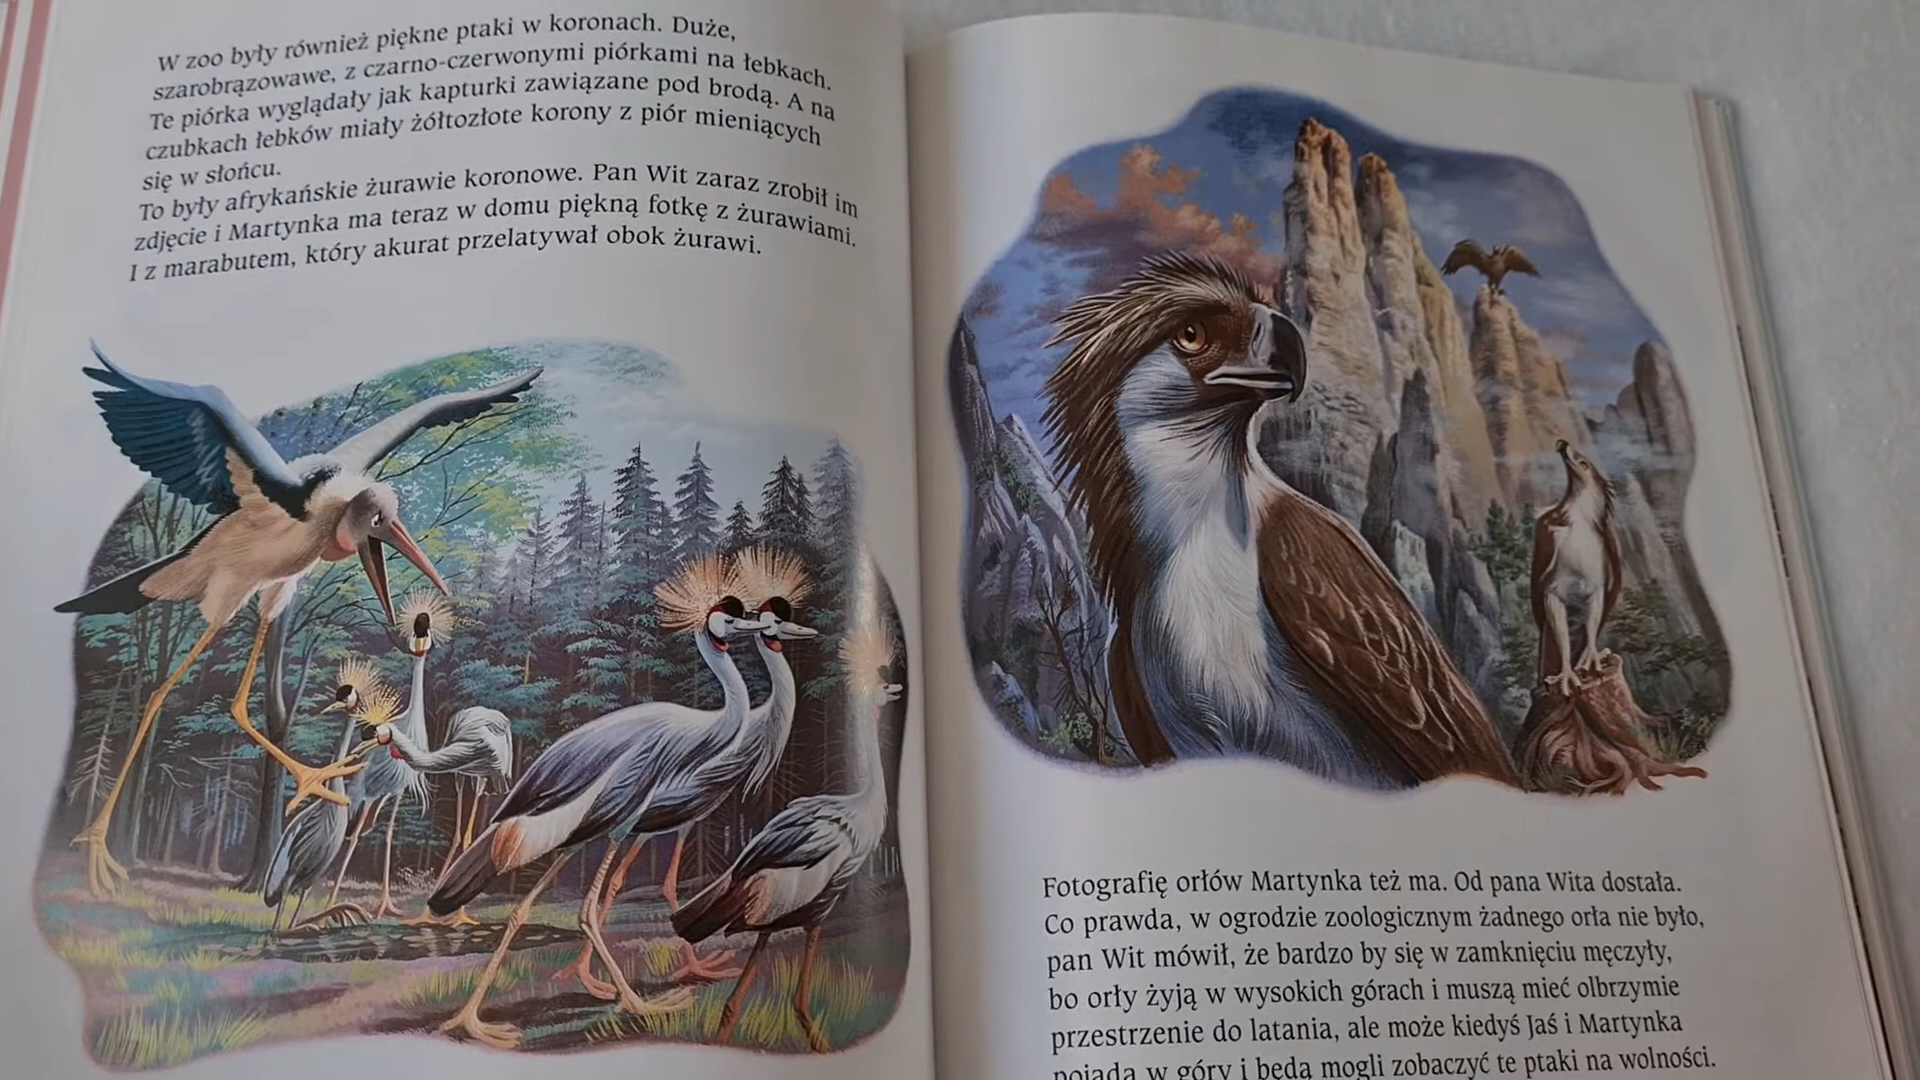 W zoo były również piękne ptaki w koronach. Duże,
szarobrązowawe, z czarno-czerwonymi piórkami na łebkach.
Te piórka wyglądały jak kapturki zawiązane pod brodą. A na
czubkach łebków miały żółtozłote korony z piór mieniących
się w słońcu.
To były afrykańskie żurawie koronowe. Pan Wit zaraz zrobił im
zdjęcie i Martynka ma teraz w domu piękną fotkę z żurawiami.
I z marabutem, który akurat przelatywał obok żurawi.
Fotografię orłów Martynka też ma. Od pana Wita dostała.
Co prawda, w ogrodzie zoologicznym żadnego orła nie było,
pan Wit mówił, że bardzo by się w zamknięciu męczyły,
bo orły żyją w wysokich górach i muszą mieć olbrzymie
przestrzenie do latania, ale może kiedyś Jaś i Martynka
pojadą w góry i będą mogli zobaczyć te ptaki na wolności.